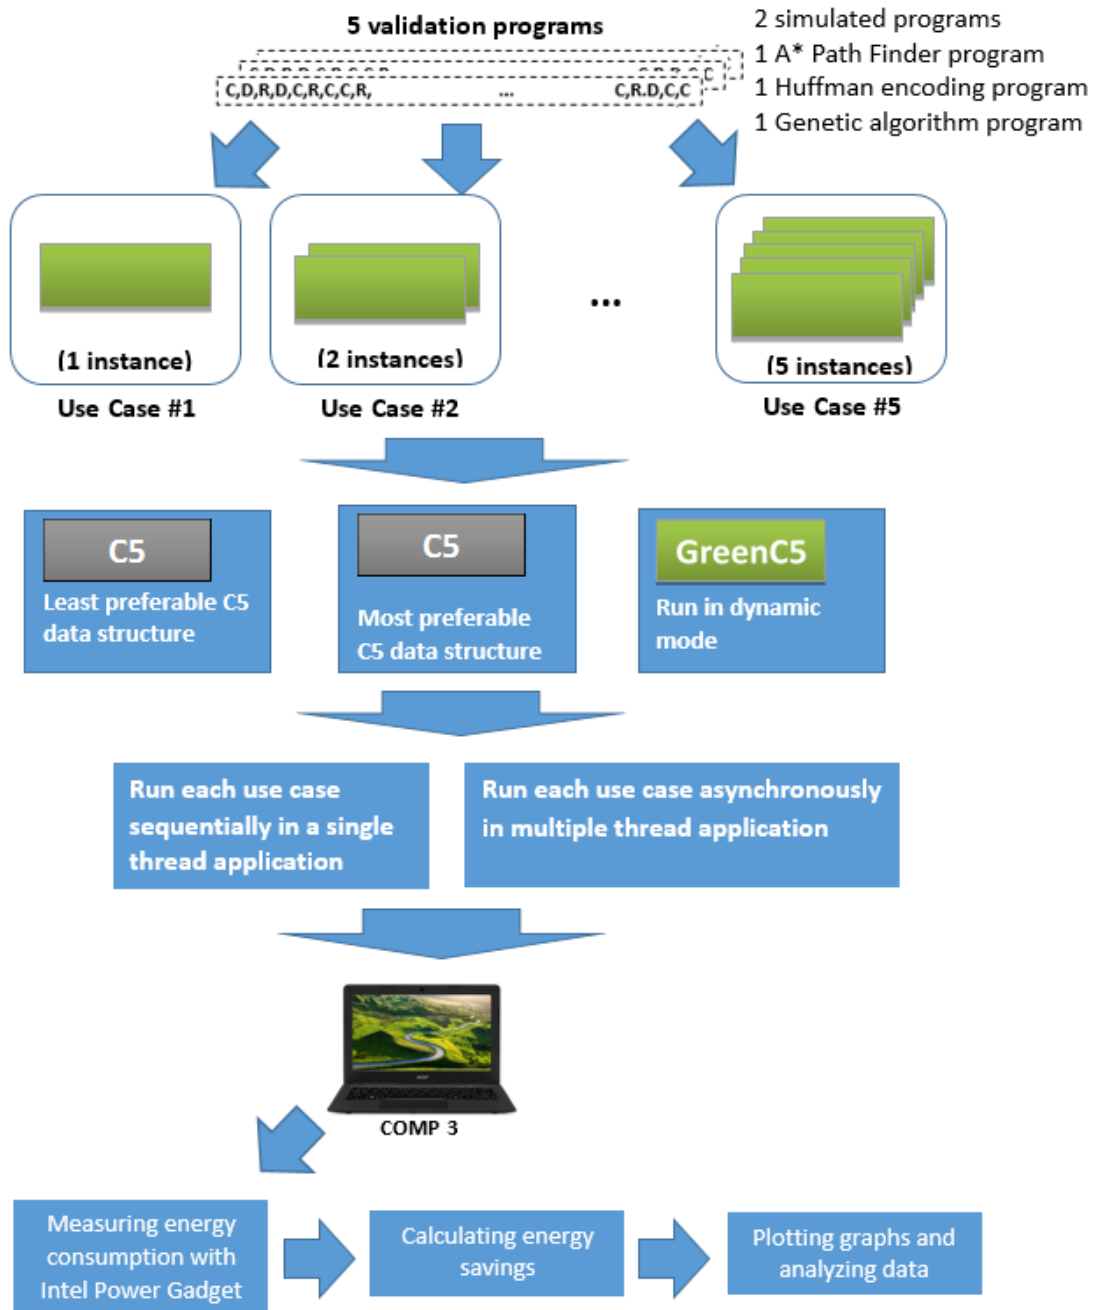 5 validation programs
2 simulated programs
1 A* Path Finder program
1 Huffman encoding program
1 Genetic algorithm program
C,D,R,D,C,R,C,C,R, ... C,R.D,C,C
(1 instance)
(2 instances)
...
(5 instances)
Use Case #1
Use Case #2
Use Case #5
C5
Least preferable C5
data structure
C5
Most preferable
C5 data structure
GreenC5
Run in dynamic
mode
Run each use case
sequentially in a single
thread application
Run each use case asynchronously
in multiple thread application
acer
COMP 3
Measuring energy
consumption with
Intel Power Gadget
Calculating energy
savings
Plotting graphs and
analyzing data